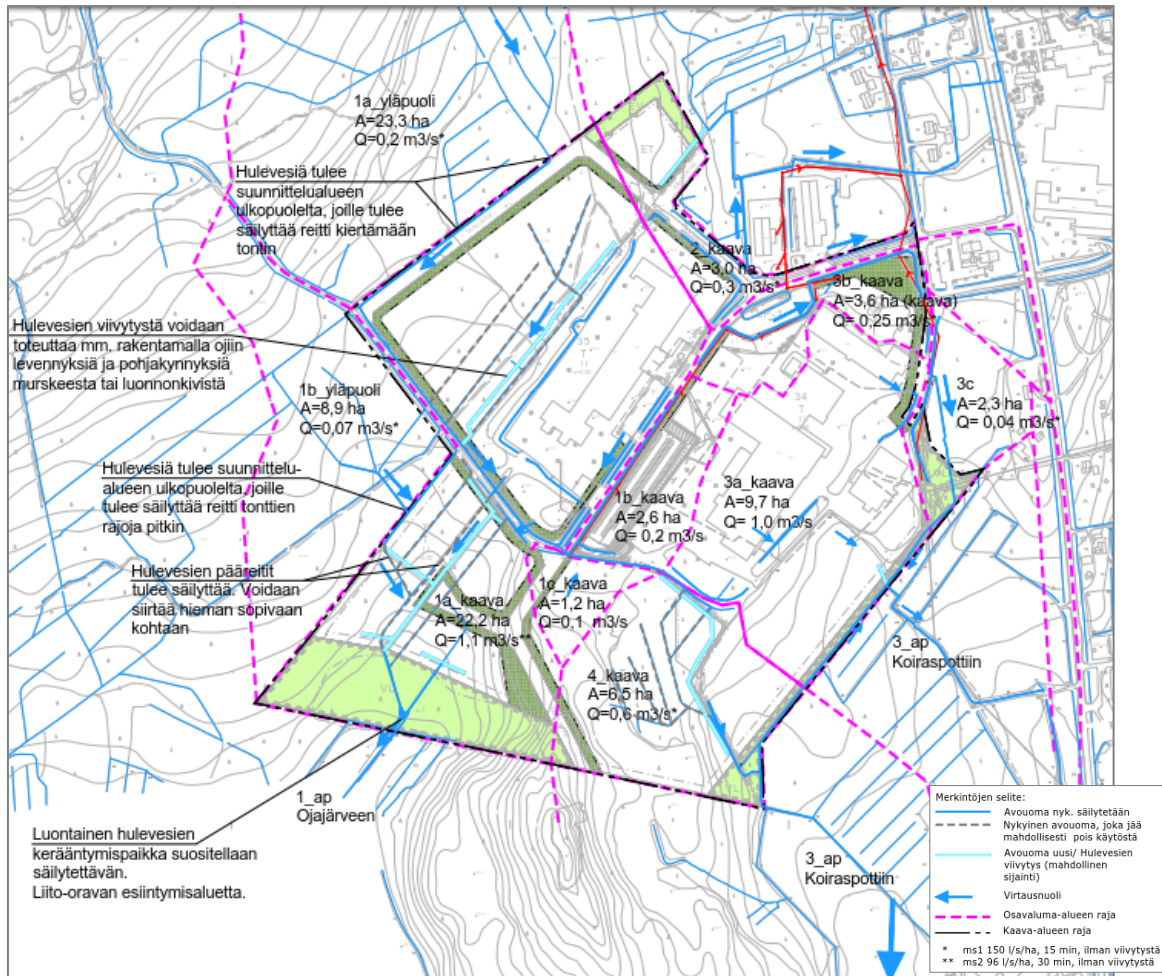 1a_yläpuoli
A=23,3 ha
Q=0,2 m3/s*
Hulevesiä tulee
suunnittelualueen
ulkopuolelta, joille tulee
säilyttää reitti kiertämään
tontin
ET
2_kaava
A=3,0 ha
Q=0,3 m3/s*
3b_kaava
A=3,6 ha (kaava)
Q= 0,25 m3/s*
Hulevesien viivytystä voidaan
toteuttaa mm. rakentamalla ojiin
levennyksiä ja pohjakynnyksiä
murskeesta tai luonnonkivistä
35
T
II
34
T
1b_yläpuoli
A=8,9 ha
Q=0,07 m3/s*
3c
A=2,3 ha
Q= 0,04 m3/s*
Hulevesiä tulee suunnittelu-
alueen ulkopuolelta, joille
tulee säilyttää reitti tonttien
rajoja pitkin
1b_kaava
A=2,6 ha
Q= 0,2 m3/s
3a_kaava
A=9,7 ha
Q= 1,0 m3/s
Hulevesien pääreitit
tulee säilyttää. Voidaan
siirtää hieman sopivaan
kohtaan
1a_kaava
A=22,2 ha
Q=1,1 m3/s**
1c_kaava
A=1,2 ha
Q=0,1 m3/s
3_ap
Koiraspottiin
4_kaava
A=6,5 ha
Q=0,6 m3/s*
VL
1_ap
Ojajärveen
Luontainen hulevesien
kerääntymispaikka suositellaan
säilytettävän.
Liito-oravan esiintymisaluetta.
3_ap
Koiraspottiin
Merkintöjen selite:
Avouoma nyk. säilytetään
Nykyinen avouoma, joka jää
mahdollisesti pois käytöstä
Avouoma uusi/ Hulevesien
viivytys (mahdollinen
sijainti)
Virtausnuoli
Osavaluma-alueen raja
Kaava-alueen raja
* ms1 150 l/s/ha, 15 min, ilman viivytystä
** ms2 96 l/s/ha, 30 min, ilman viivytystä